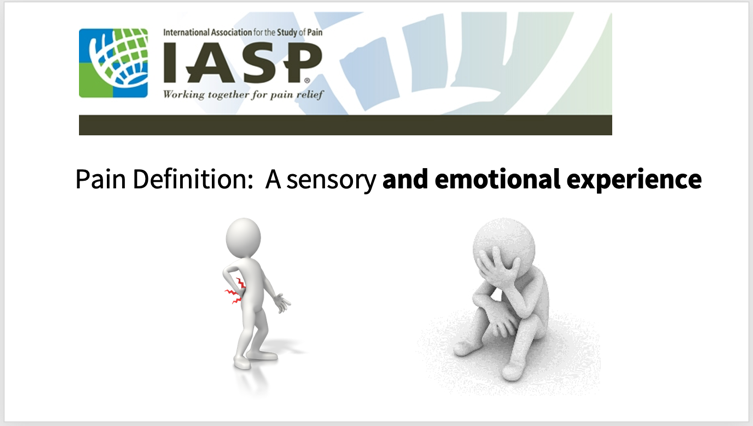 International Association for the Study of Pain
IASP®
Working together for pain relief
Pain Definition: A sensory and emotional experience